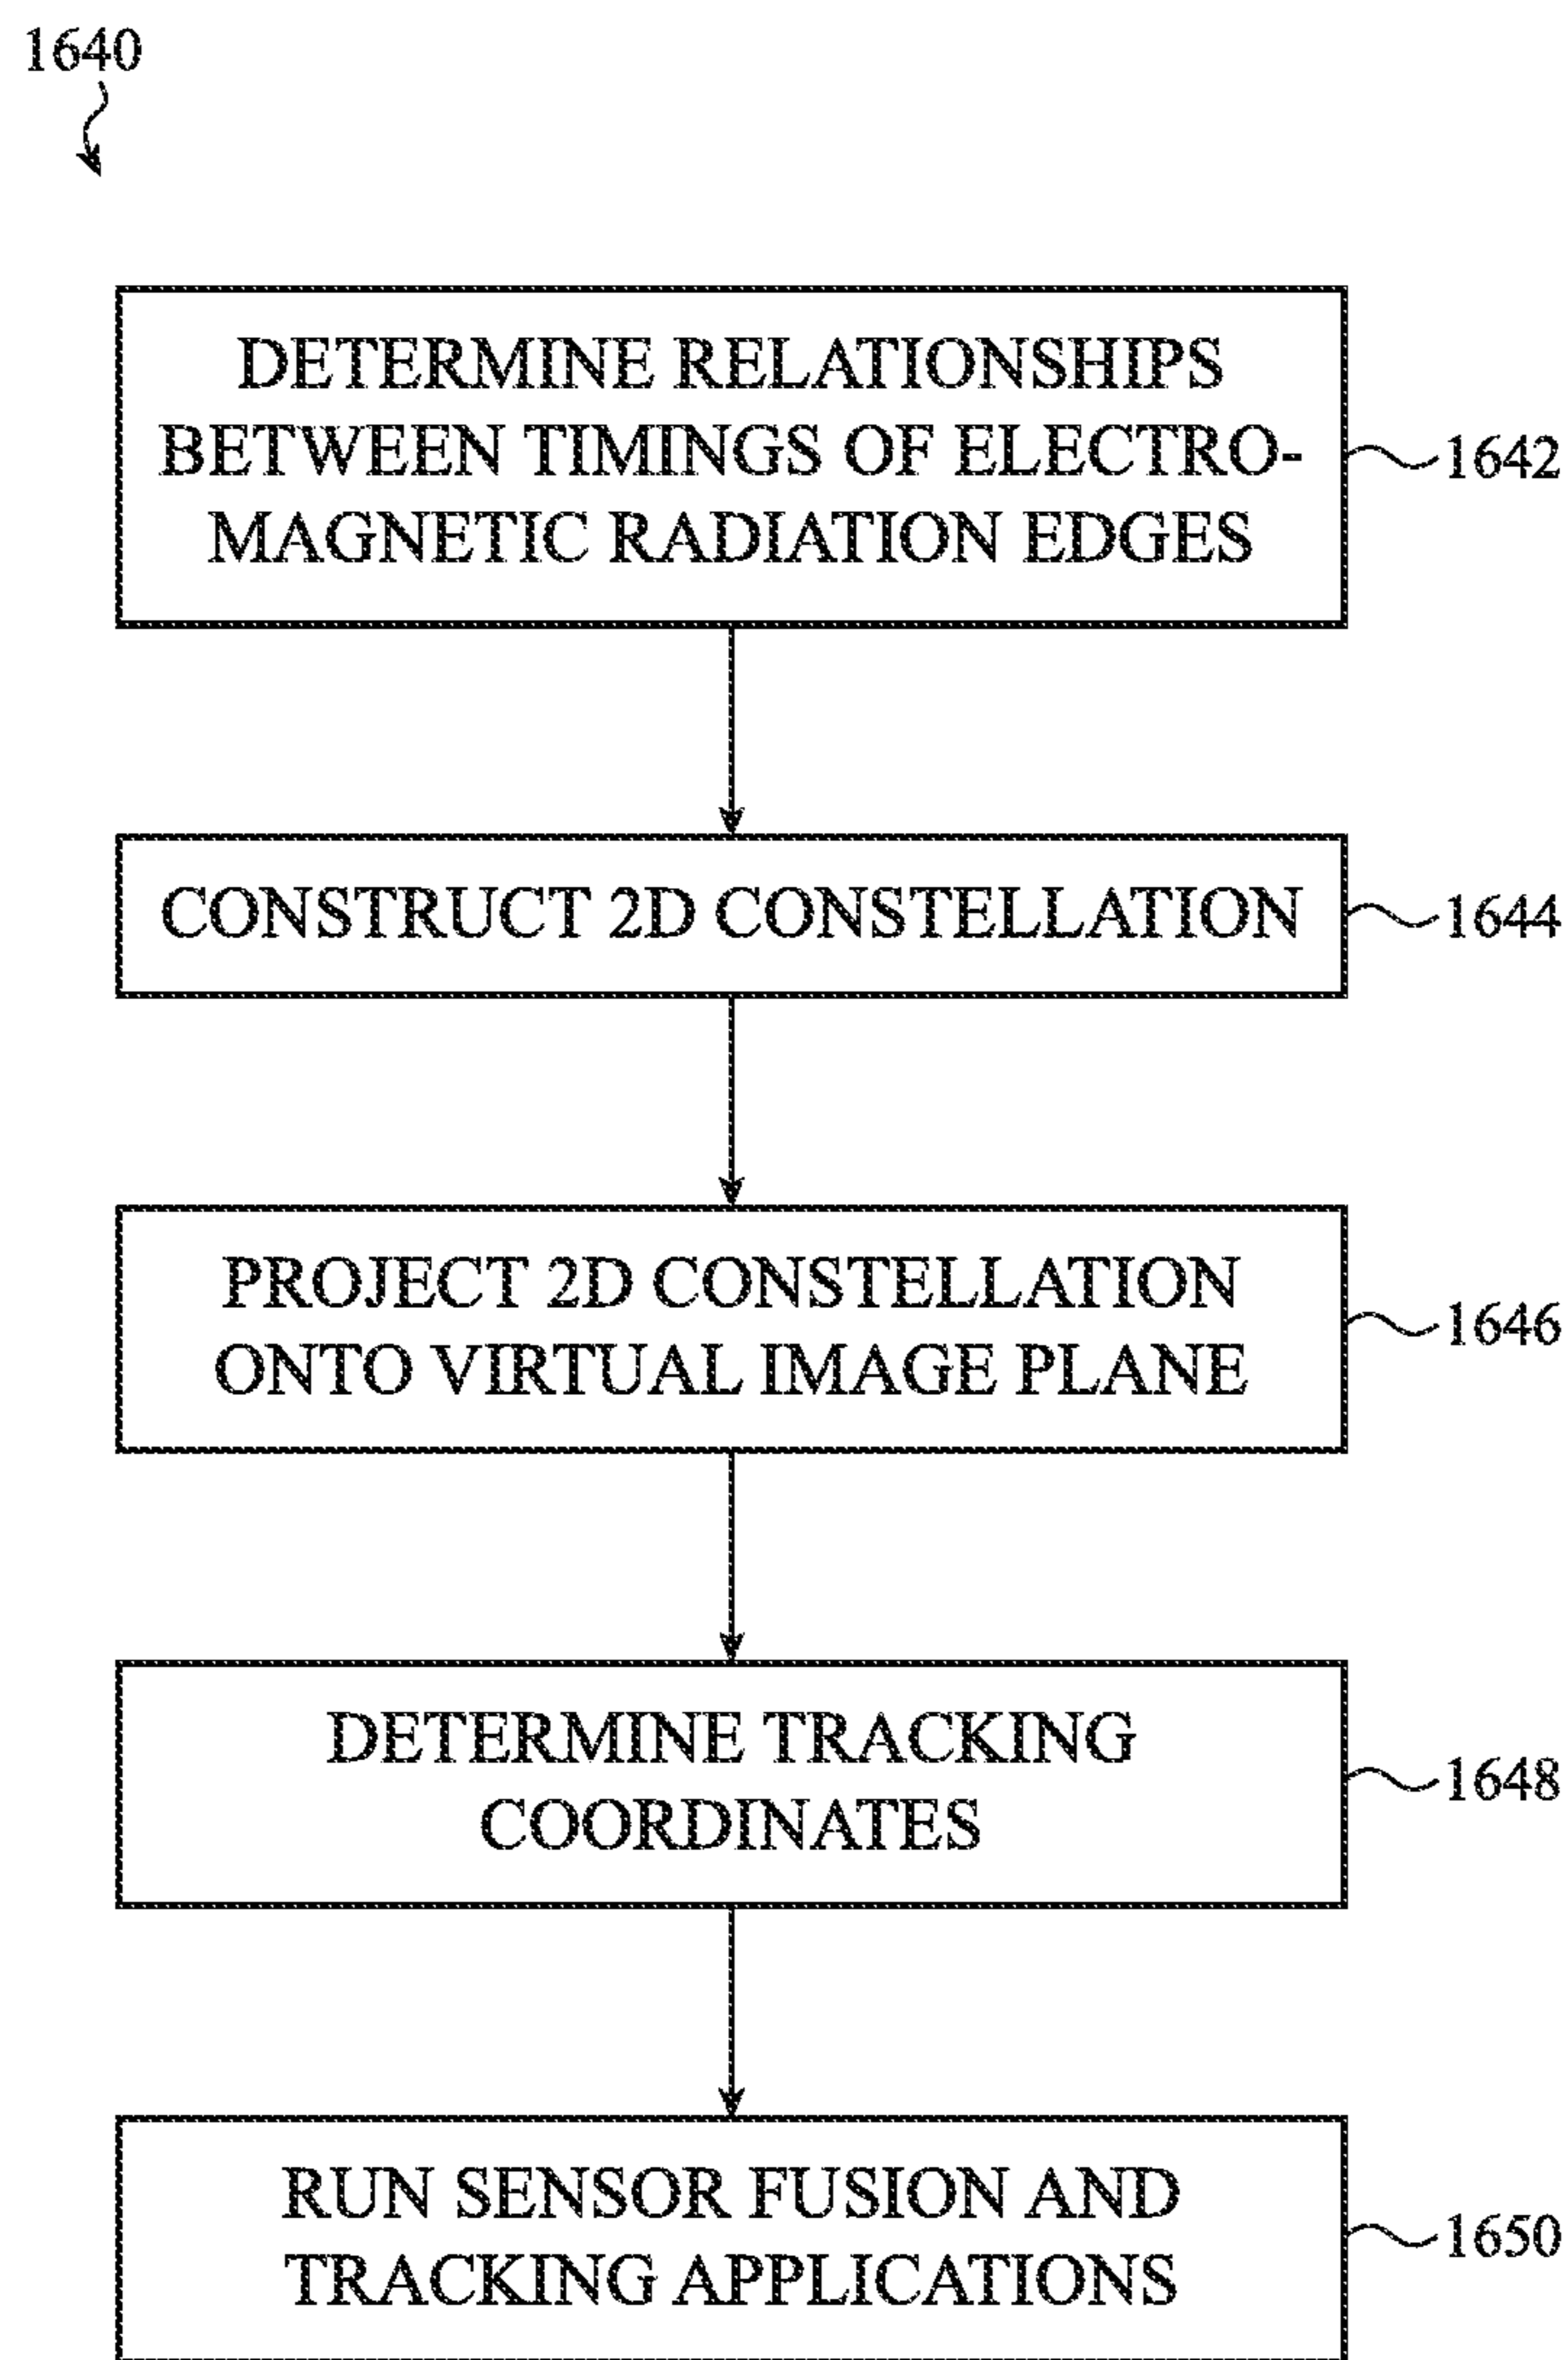 1640
DETERMINE RELATIONSHIPS
BETWEEN TIMINGS OF ELECTRO-
MAGNETIC RADIATION EDGES
1642
CONSTRUCT 2D CONSTELLATION
1644
PROJECT 2D CONSTELLATION
ONTO VIRTUAL IMAGE PLANE
1646
DETERMINE TRACKING
COORDINATES
1648
RUN SENSOR FUSION AND
TRACKING APPLICATIONS
1650